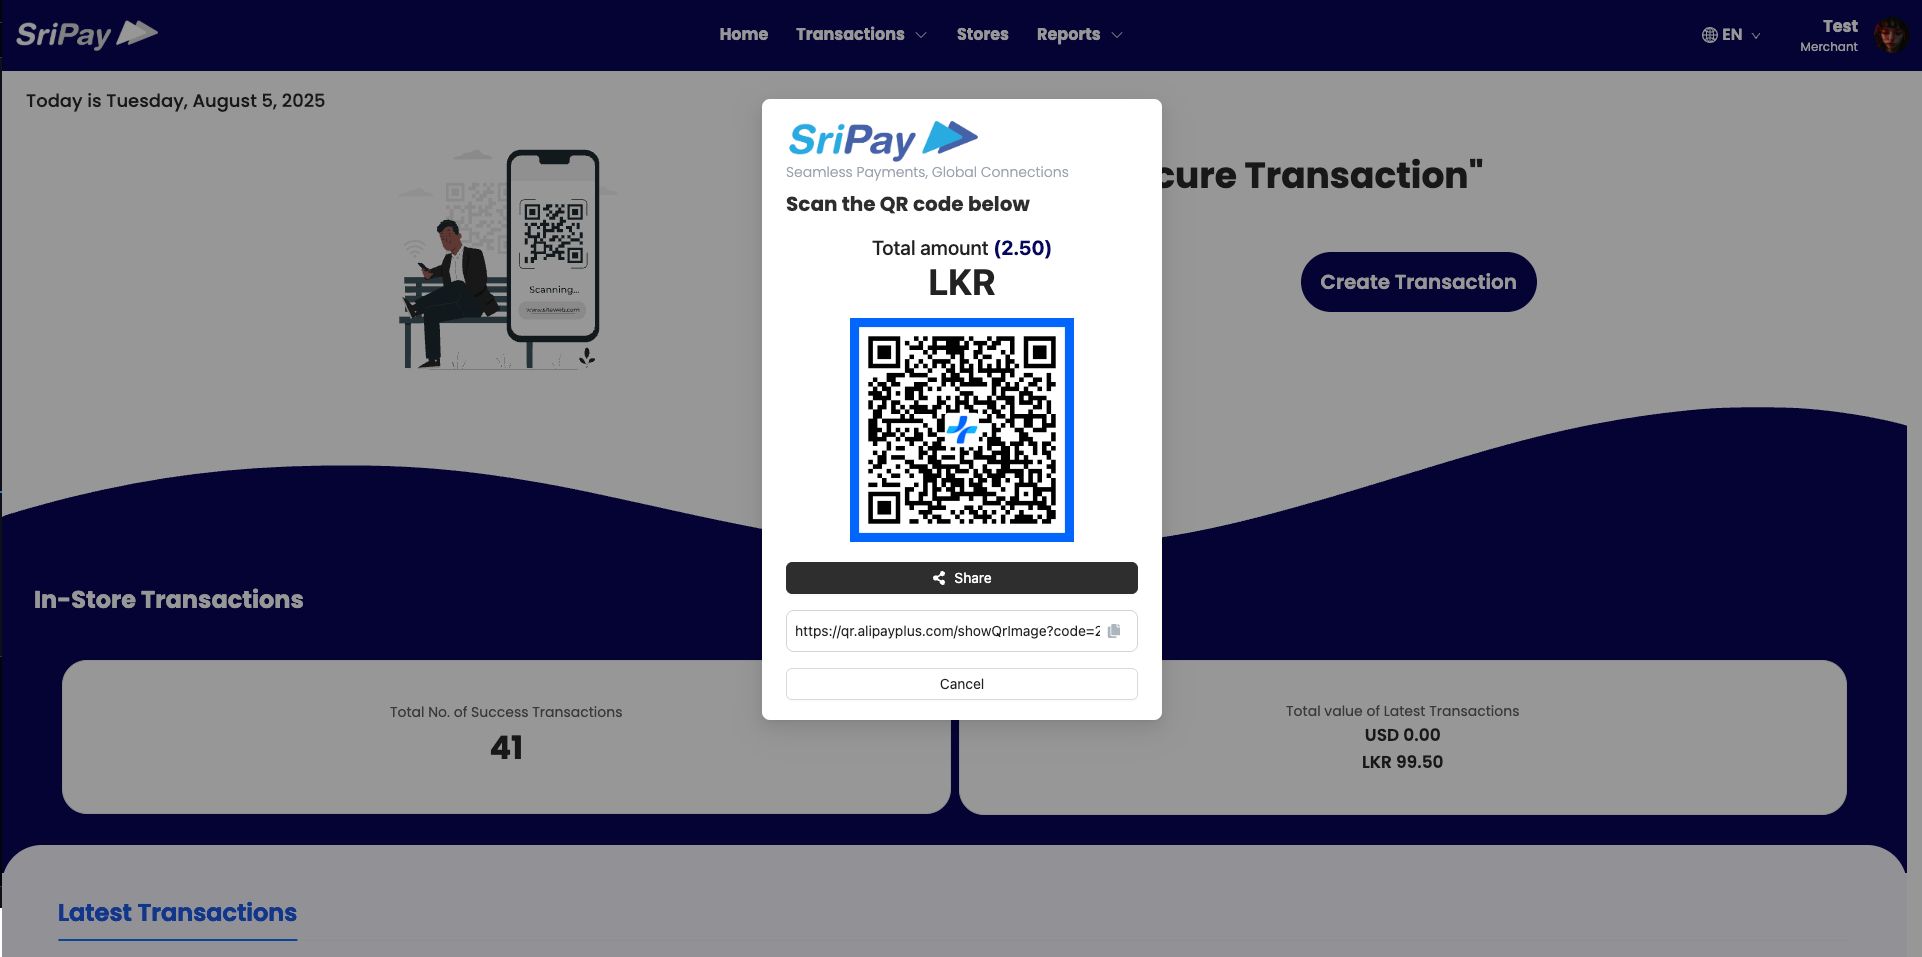 SriPay
Home Transactions Stores Reports
EN
Test
Merchant
Today is Tuesday, August 5, 2025
Scanning...
www.siteweb.com
cure Transaction"
Create Transaction
SriPay
Seamless Payments, Global Connections
Scan the QR code below
Total amount (2.50)
LKR
Share
https://qr.alipayplus.com/showQrImage?code=2
Cancel
In-Store Transactions
Total No. of Success Transactions
41
Total value of Latest Transactions
USD 0.00
LKR 99.50
Latest Transactions